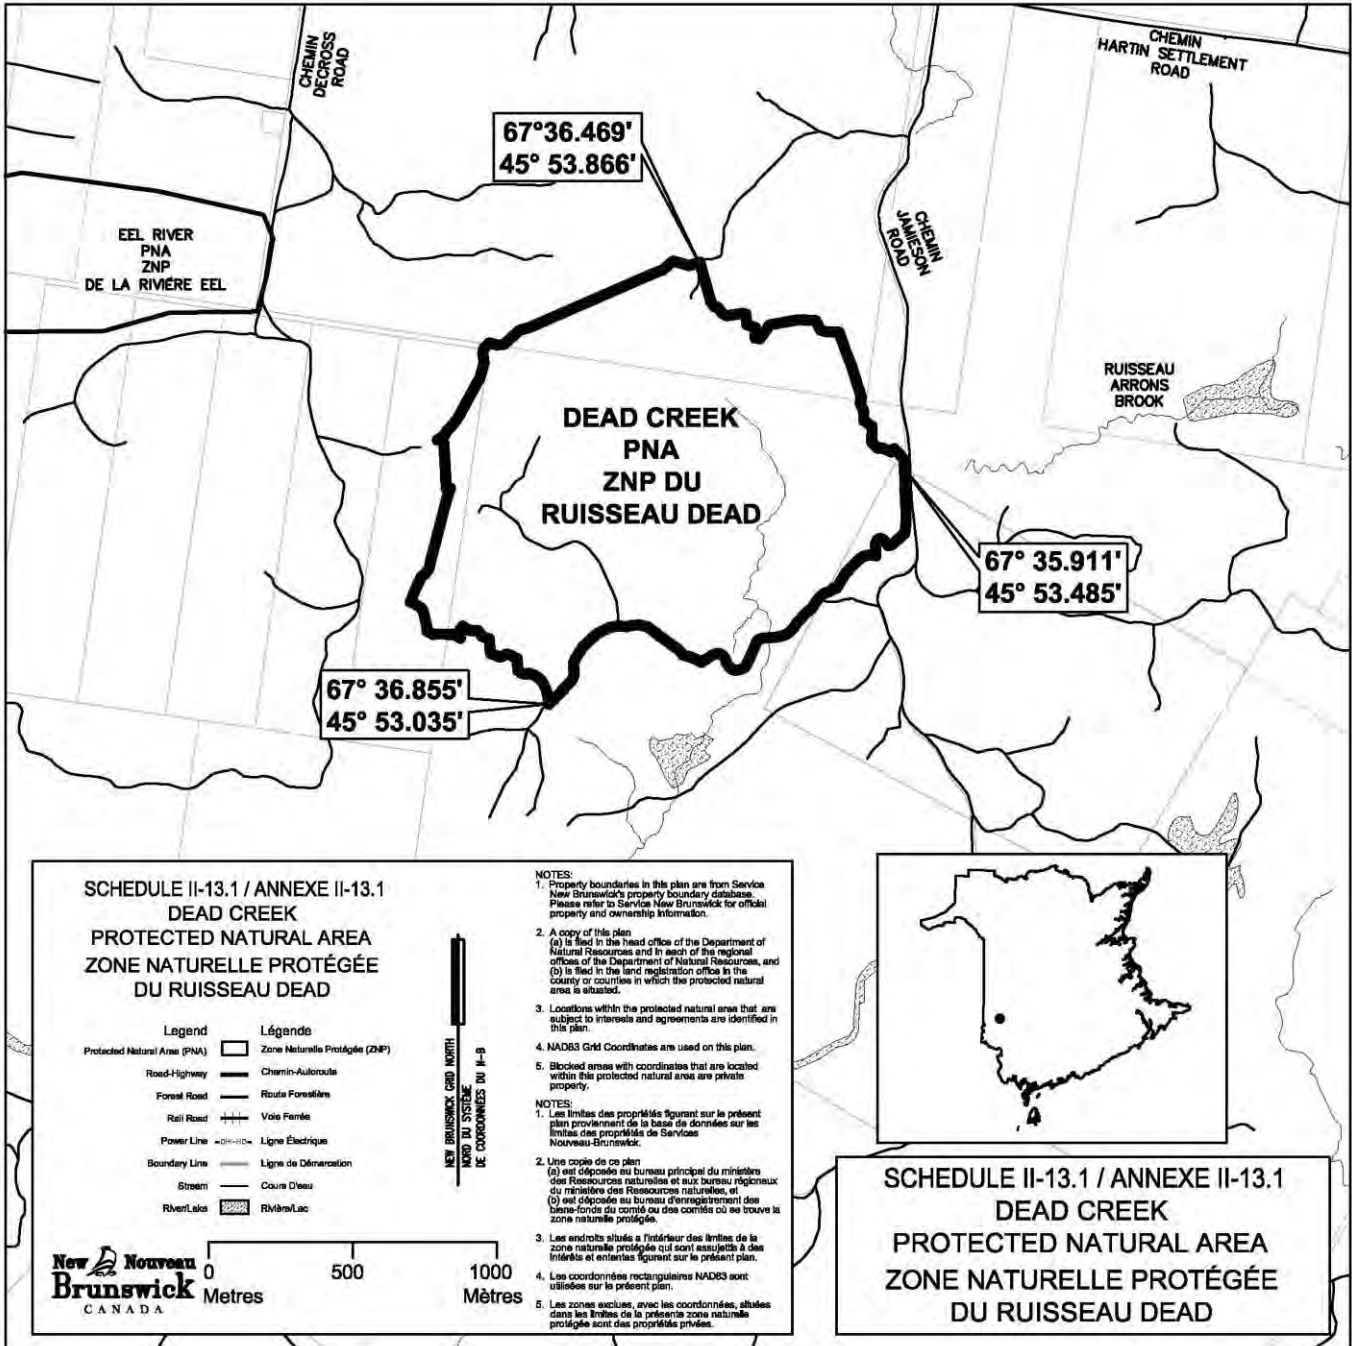 CHEMIN
DECROSS
ROAD
CHEMIN
HARTIN SETTLEMENT
ROAD
67°36.469'
45° 53.866'
CHEMIN
JAMIESON
ROAD
EEL RIVER
PNA
ZNP
DE LA RIVIÉRE EEL
RUISSEAU
ARRONS
BROOK
DEAD CREEK
PNA
ZNP DU
RUISSEAU DEAD
67° 35.911'
45° 53.485'
67° 36.855'
45° 53.035'
SCHEDULE II-13.1 / ANNEXE II-13.1
DEAD CREEK
PROTECTED NATURAL AREA
ZONE NATURELLE PROTÉGÉE
DU RUISSEAU DEAD
Legend Légende
Protected Natural Area (PNA) Zone Naturelle Protégée (ZNP)
Road-Highway Chemin-Autoroute
Forest Road Route Forestière
Rail Road Voie Ferrée
Power Line Ligne Électrique
Boundary Line Ligne de Démarcation
Stream Cours D'eau
River/Lake Rivière/Lac
NEW BRUNSWICK GRID NORTH
NORD DU SYSTÈME
DE COORDONNÉES DU N-B
New Nouveau
Brunswick
CANADA
0 500 1000
Metres Mètres
NOTES:
1. Property boundaries in this plan are from Service
New Brunswick's property boundary database.
Please refer to Service New Brunswick for official
property and ownership information.
2. A copy of this plan
(a) is filed in the head office of the Department of
Natural Resources and in each of the regional
offices of the Department of Natural Resources, and
(b) is filed in the land registration office in the
county or counties in which the protected natural
area is situated.
3. Locations within the protected natural area that are
subject to interests and agreements are identified in
this plan.
4. NAD83 Grid Coordinates are used on this plan.
5. Blocked areas with coordinates that are located
within this protected natural area are private
property.
NOTES:
1. Les limites des propriétés figurant sur le présent
plan proviennent de la base de données sur les
limites des propriétés de Services
Nouveau-Brunswick.
2. Une copie de ce plan
(a) est déposée au bureau principal du ministère
des Ressources naturelles et aux bureau régionaux
du ministère des Ressources naturelles, et
(b) est déposée au bureau d'enregistrement des
biens-fonds du comté ou des comtés où se trouve la
zone naturelle protégée.
3. Les endroits situés a l'intérieur des limites de la
zone naturelle protégée qui sont assujettis à des
intérêts et ententes figurant sur le présent plan.
4. Les coordonnées rectangulaires NAD83 sont
utilisées sur le présent plan.
5. Les zones exclues, avec les coordonnées, situées
dans les limites de la présente zone naturelle
protégée sont des propriétés privées.
SCHEDULE II-13.1 / ANNEXE II-13.1
DEAD CREEK
PROTECTED NATURAL AREA
ZONE NATURELLE PROTÉGÉE
DU RUISSEAU DEAD